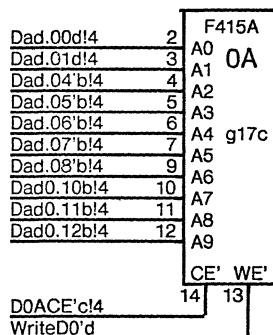 F415A
0A
g17c
Dad.00d!4 2 A0
Dad.01d!4 3 A1
Dad.04'b!4 4 A2
Dad.05'b!4 5 A3
Dad.06'b!4 6 A4
Dad.07'b!4 7 A5
Dad.08'b!4 9 A6
Dad0.10b!4 10 A7
Dad0.11b!4 11 A8
Dad0.12b!4 12 A9
CE' WE'
14 13
D0ACE'c!4
WriteD0'd